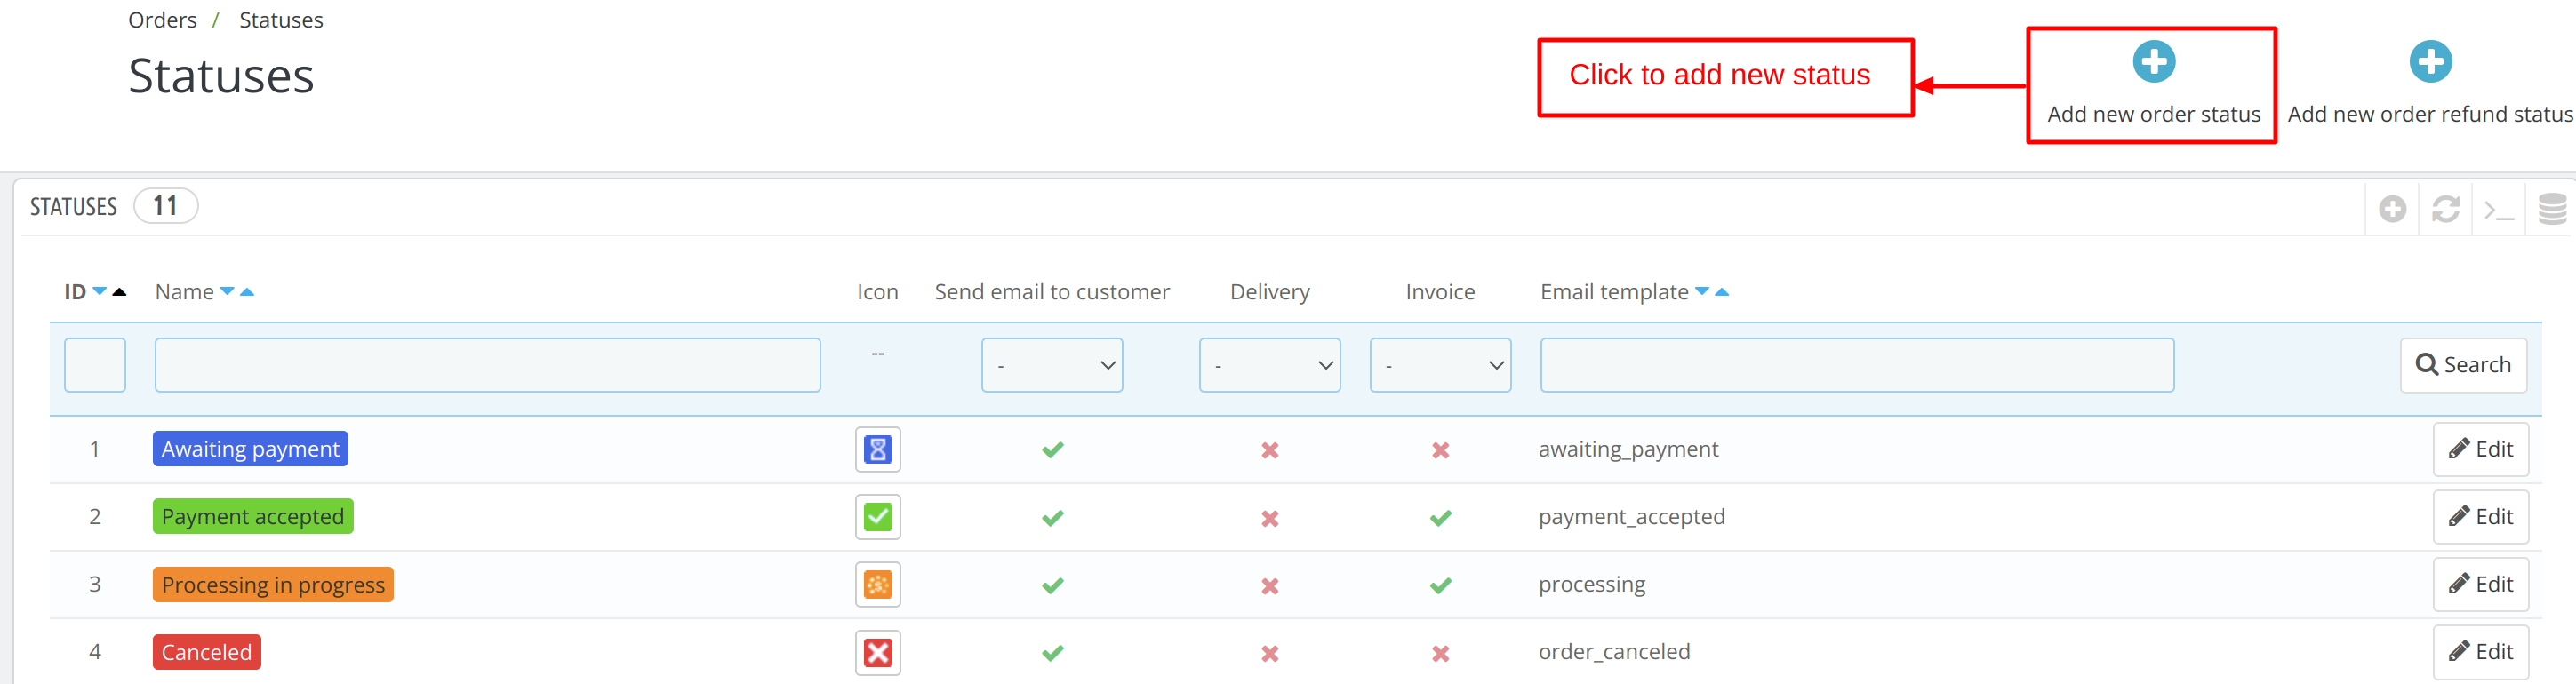 Orders / Statuses
Statuses
Click to add new status
Add new order status
Add new order refund status
STATUSES 11
ID Name Icon Send email to customer Delivery Invoice Email template
-- - - - Search
1 Awaiting payment awaiting_payment Edit
2 Payment accepted payment_accepted Edit
3 Processing in progress processing Edit
4 Canceled order_canceled Edit